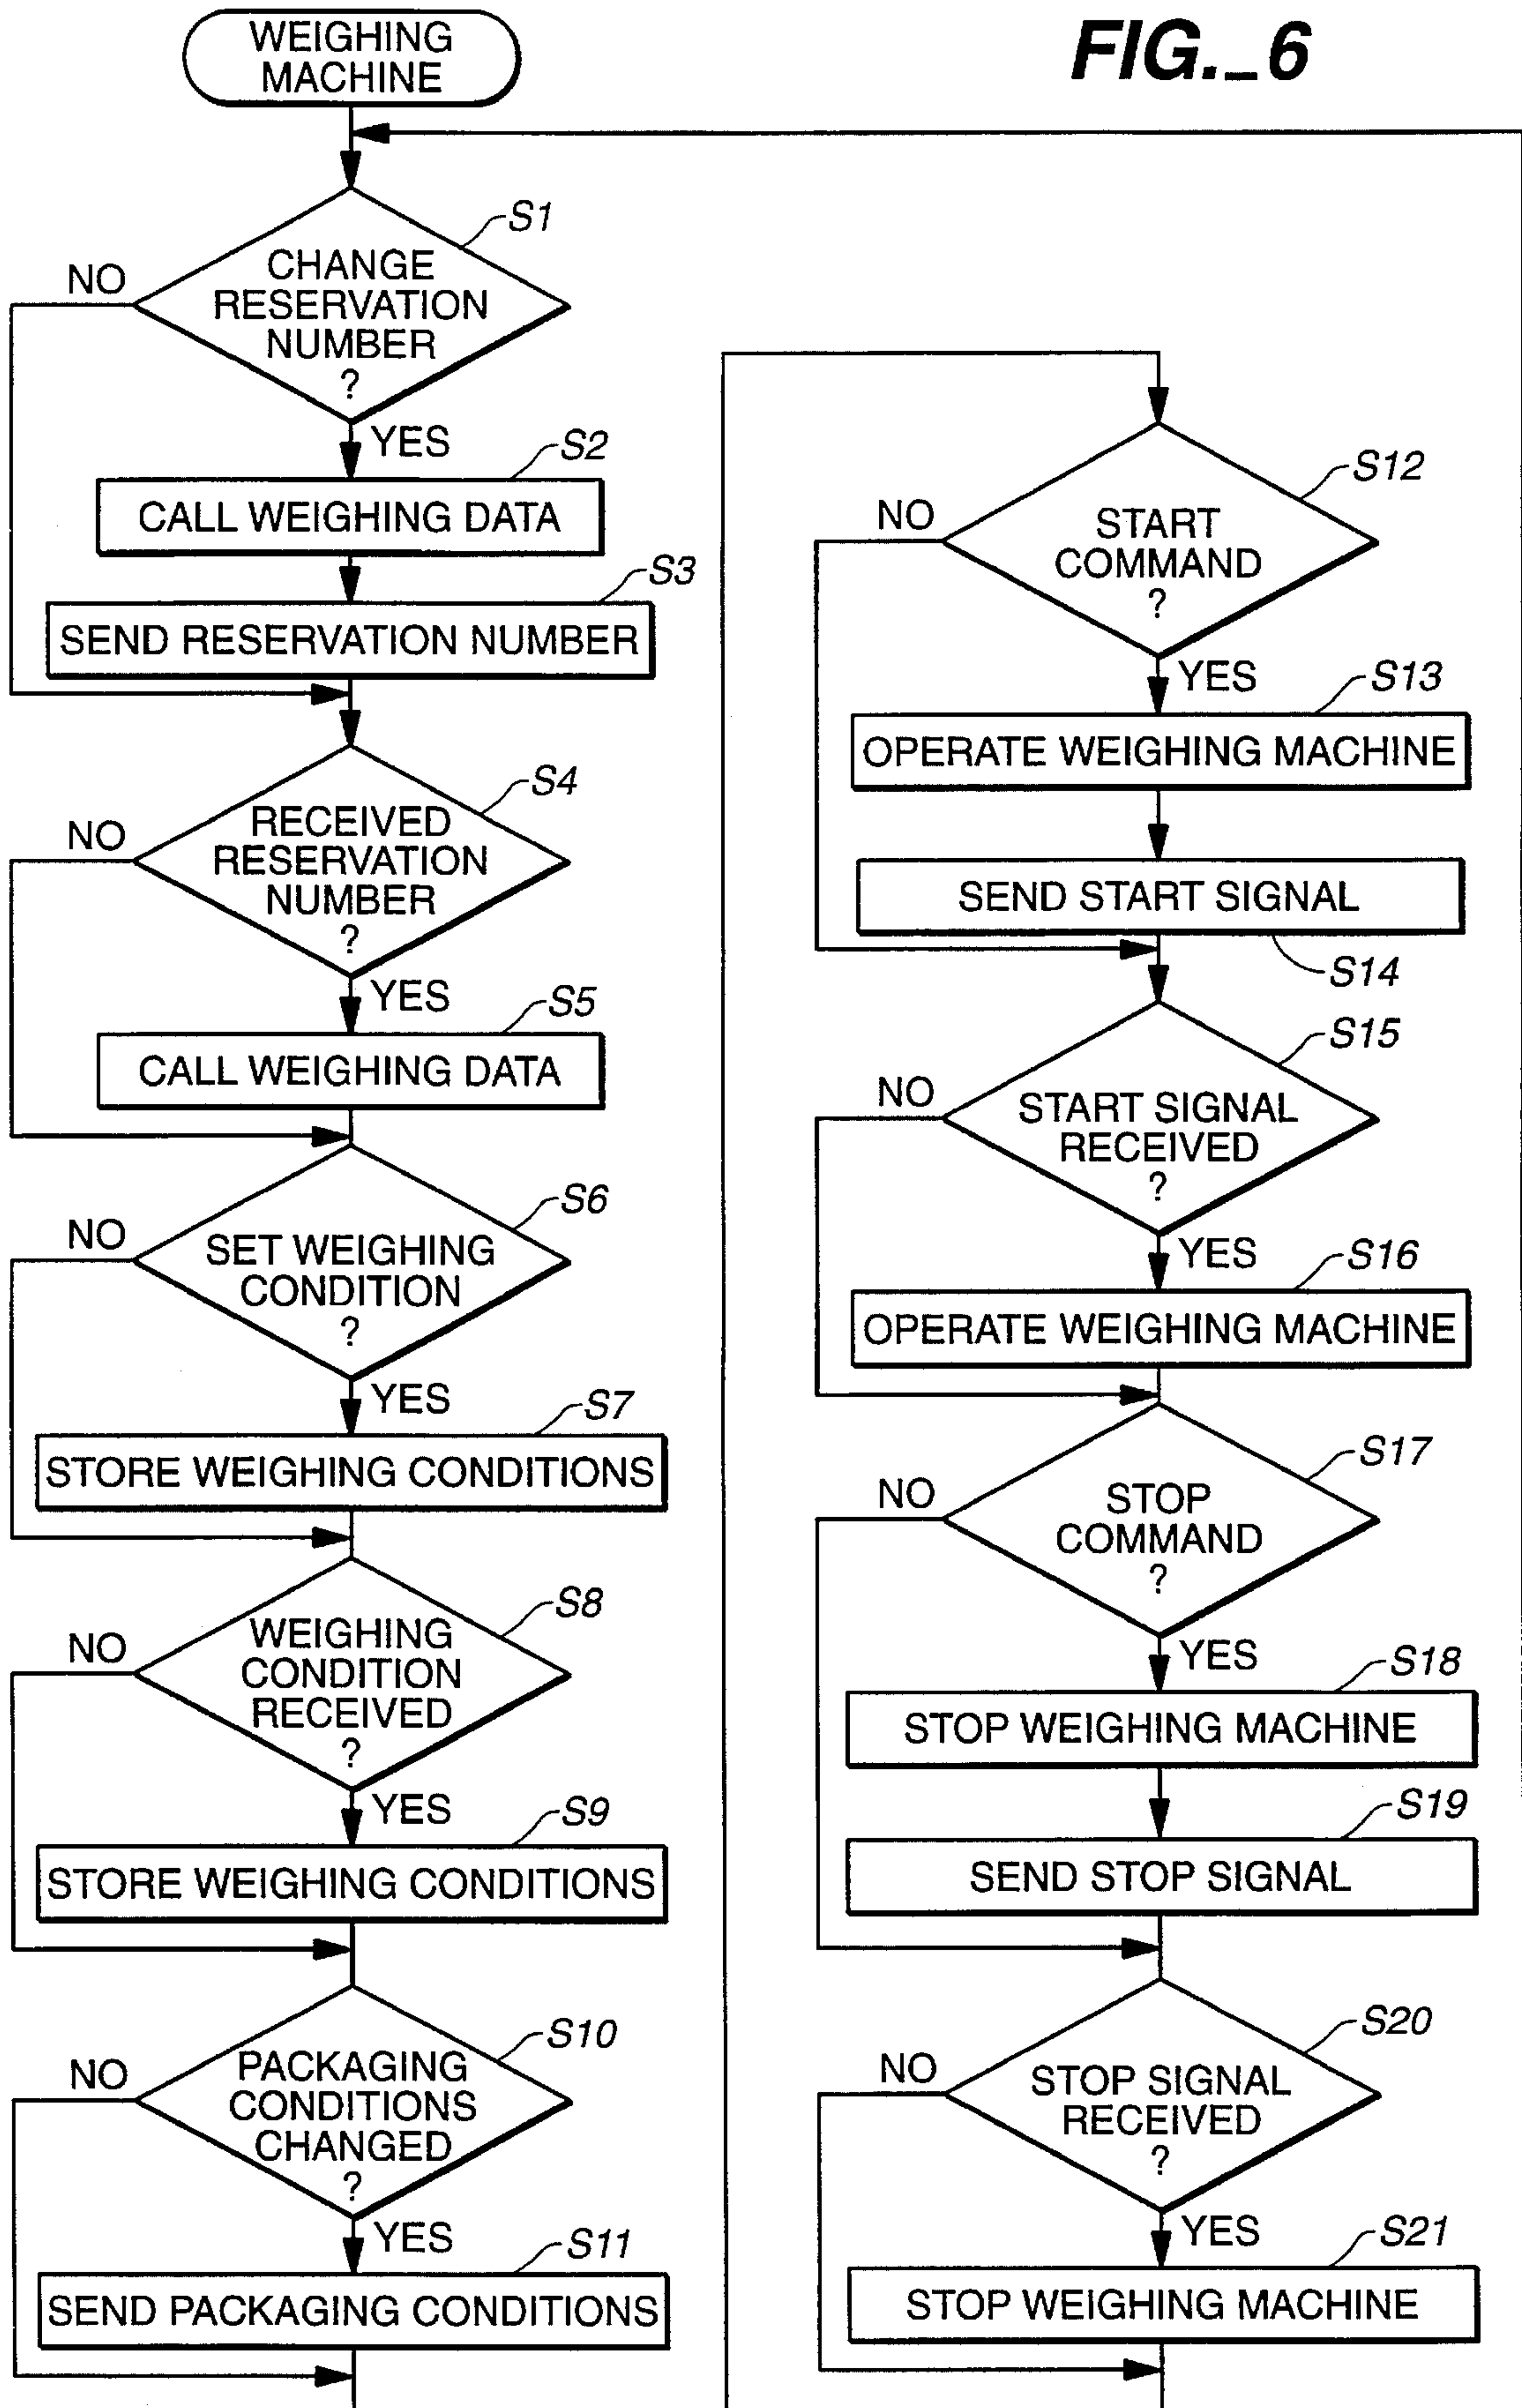 WEIGHING
MACHINE
FIG._6
S1
CHANGE
RESERVATION
NUMBER
?
NO
YES
S2
CALL WEIGHING DATA
S3
SEND RESERVATION NUMBER
S4
RECEIVED
RESERVATION
NUMBER
?
NO
YES
S5
CALL WEIGHING DATA
S6
SET WEIGHING
CONDITION
?
NO
YES
S7
STORE WEIGHING CONDITIONS
S8
WEIGHING
CONDITION
RECEIVED
?
NO
YES
S9
STORE WEIGHING CONDITIONS
S10
PACKAGING
CONDITIONS
CHANGED
?
NO
YES
S11
SEND PACKAGING CONDITIONS
S12
START
COMMAND
?
NO
YES
S13
OPERATE WEIGHING MACHINE
SEND START SIGNAL
S14
S15
START SIGNAL
RECEIVED
?
NO
YES
S16
OPERATE WEIGHING MACHINE
S17
STOP
COMMAND
?
NO
YES
S18
STOP WEIGHING MACHINE
S19
SEND STOP SIGNAL
S20
STOP SIGNAL
RECEIVED
?
NO
YES
S21
STOP WEIGHING MACHINE